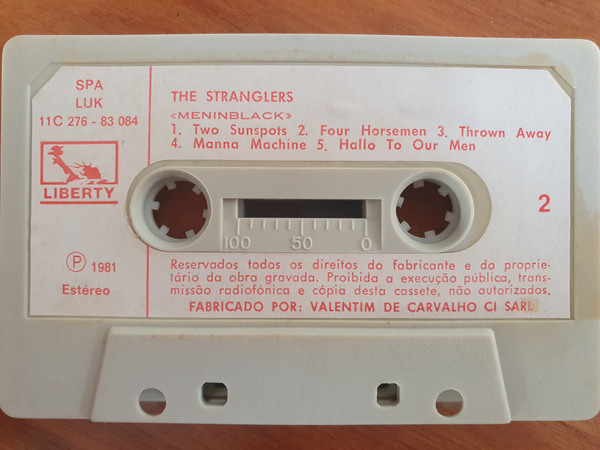 SPA
LUK
11C 276 - 83 084
LIBERTY
Ⓟ 1981
Estéreo
THE STRANGLERS
«MENINBLACK»
1. Two Sunspots 2. Four Horsemen 3. Thrown Away
4. Manna Machine 5. Hallo To Our Men
2
100 50 0
Reservados todos os direitos do fabricante e do proprie-
tário da obra gravada. Proibida a execução pública, trans-
missão radiofónica e cópia desta cassete, não autorizados.
FABRICADO POR: VALENTIM DE CARVALHO CI SARL